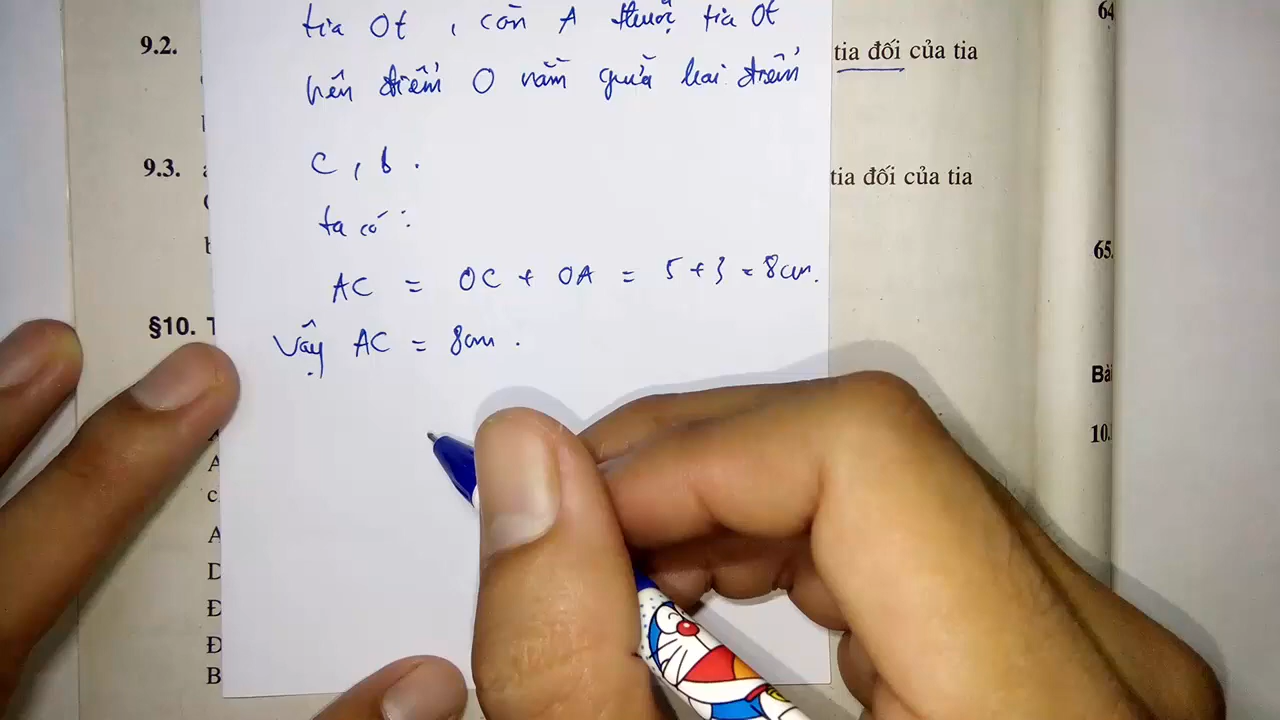 tia Ot , còn A thuộc tia Ot
nên điểm O nằm giữa hai điểm
C , b .
ta có :
AC = OC + OA = 5 + 3 = 8cm.
Vậy AC = 8cm .
9.2.
9.3. a
b
§10. T
A
c
A
D
Đ
Đ
B
tia đối của tia
tia đối của tia
64
65.
Bà
10.